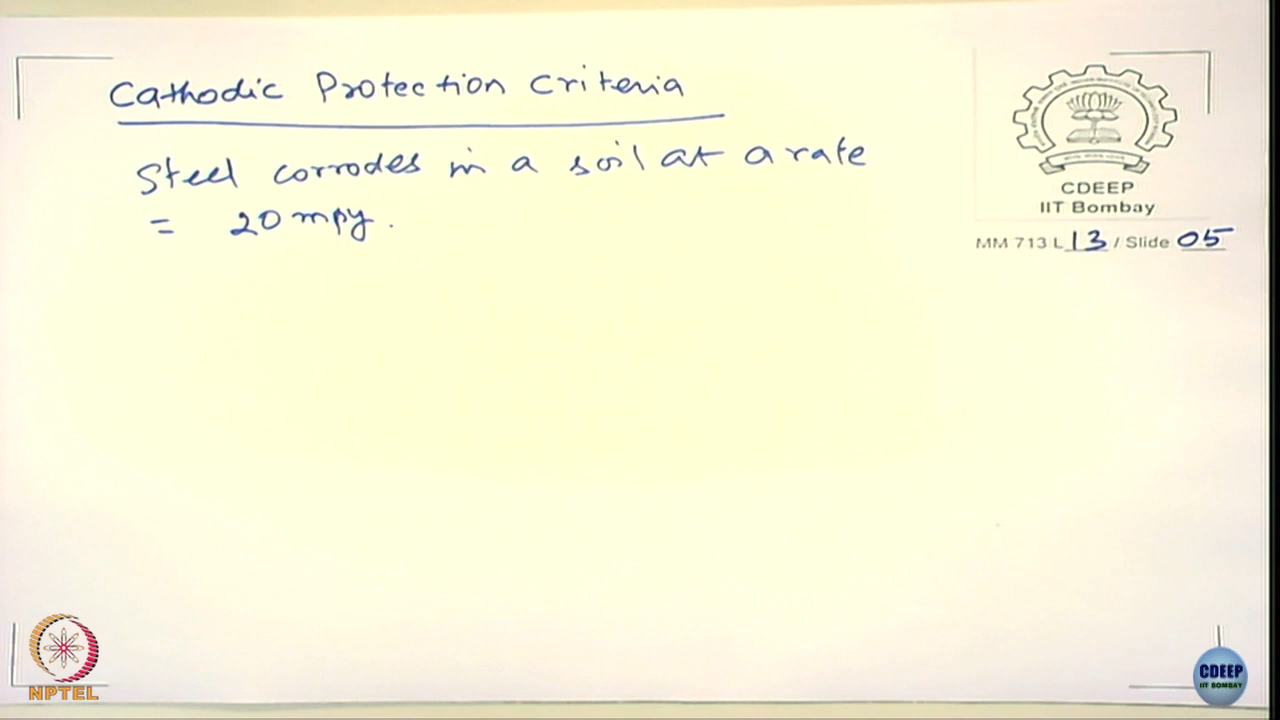 Cathodic Protection Criteria
Steel corrodes in a soil at a rate
= 20 mpy.
CDEEP
IIT Bombay
MM 713 L 13 / Slide 05
NPTEL
CDEEP
IIT BOMBAY